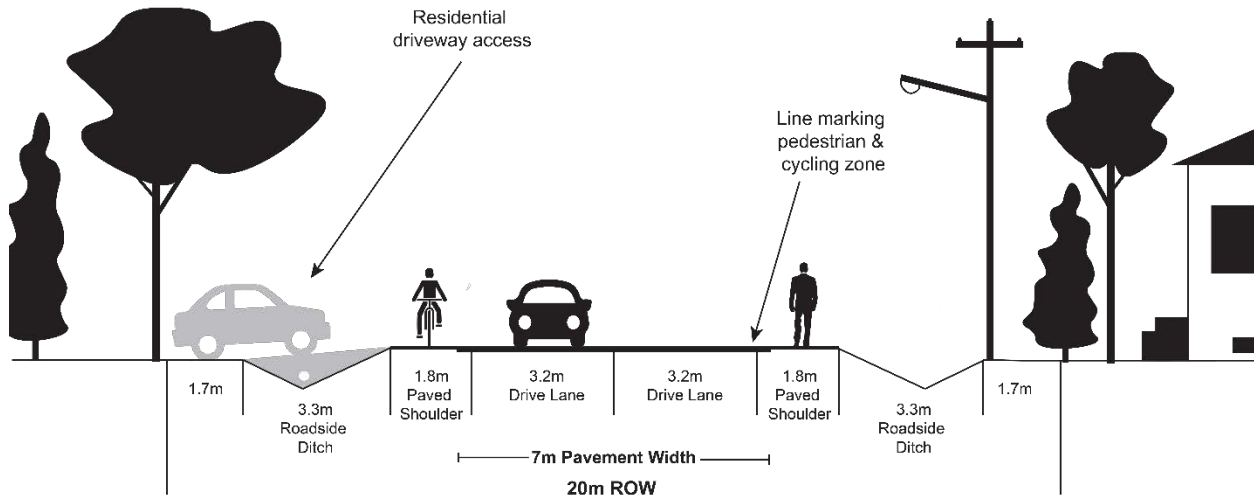 Residential
driveway access
Line marking
pedestrian &
cycling zone
1.7m
3.3m
Roadside
Ditch
1.8m
Paved
Shoulder
3.2m
Drive Lane
3.2m
Drive Lane
1.8m
Paved
Shoulder
3.3m
Roadside
Ditch
1.7m
7m Pavement Width
20m ROW